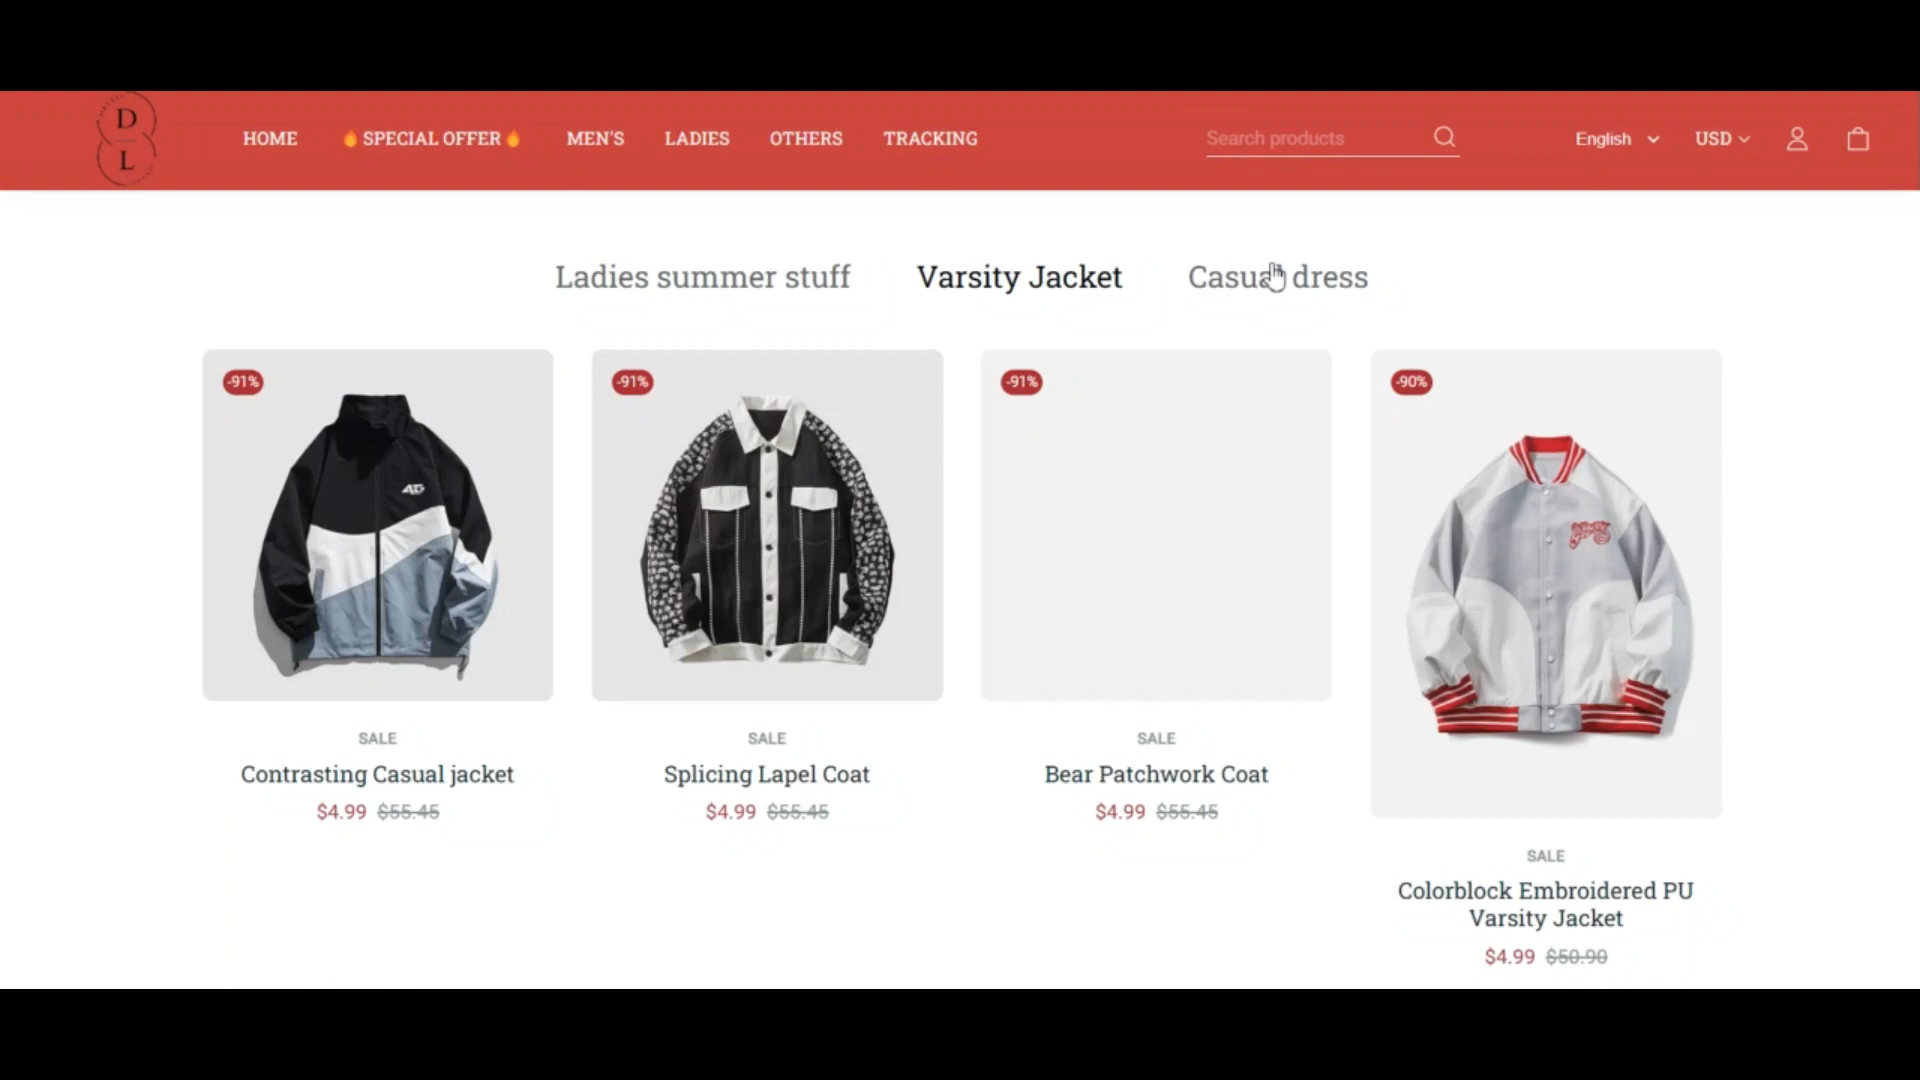 D
L
HOME
SPECIAL OFFER
MEN'S
LADIES
OTHERS
TRACKING
Search products
English
USD
Ladies summer stuff
Varsity Jacket
Casual dress
-91%
-91%
-91%
-90%
SALE
Contrasting Casual jacket
$4.99 $55.45
SALE
Splicing Lapel Coat
$4.99 $55.45
SALE
Bear Patchwork Coat
$4.99 $55.45
SALE
Colorblock Embroidered PU
Varsity Jacket
$4.99 $50.90